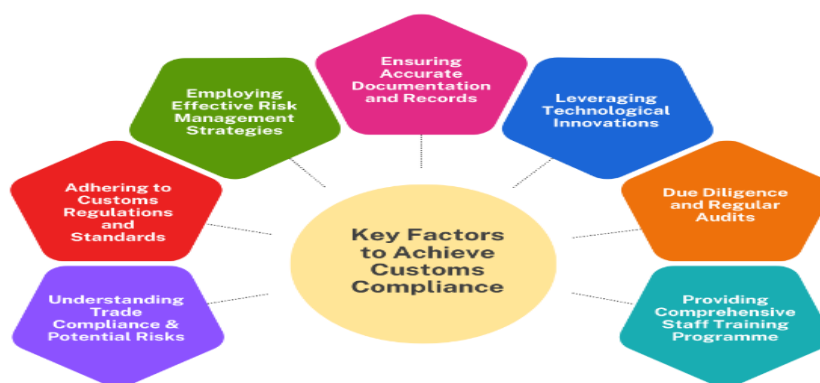 Ensuring
Accurate
Documentation
and Records
Employing
Effective Risk
Management
Strategies
Leveraging
Technological
Innovations
Adhering to
Customs
Regulations
and
Standards
Due Diligence
and Regular
Audits
Key Factors
to Achieve
Customs
Compliance
Understanding
Trade
Compliance &
Potential Risks
Providing
Comprehensive
Staff Training
Programme